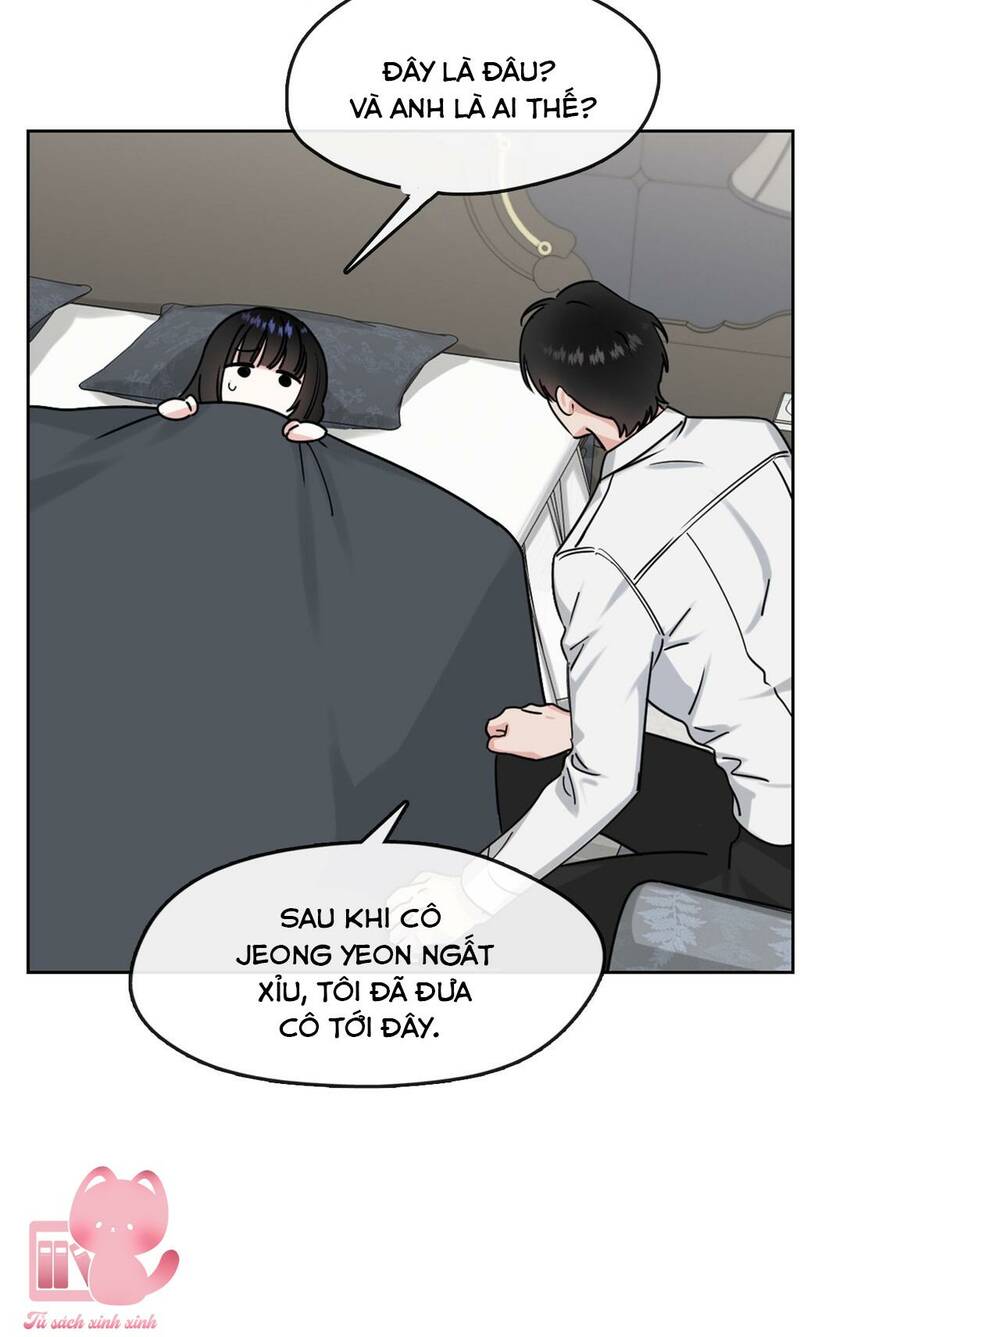 ĐÂY LÀ ĐÂU?
VÀ ANH LÀ AI THẾ?
SAU KHI CÔ
JEONG YEON NGẤT
XỈU, TÔI ĐÃ ĐƯA
CÔ TỚI ĐÂY.
Tủ sách xinh xinh